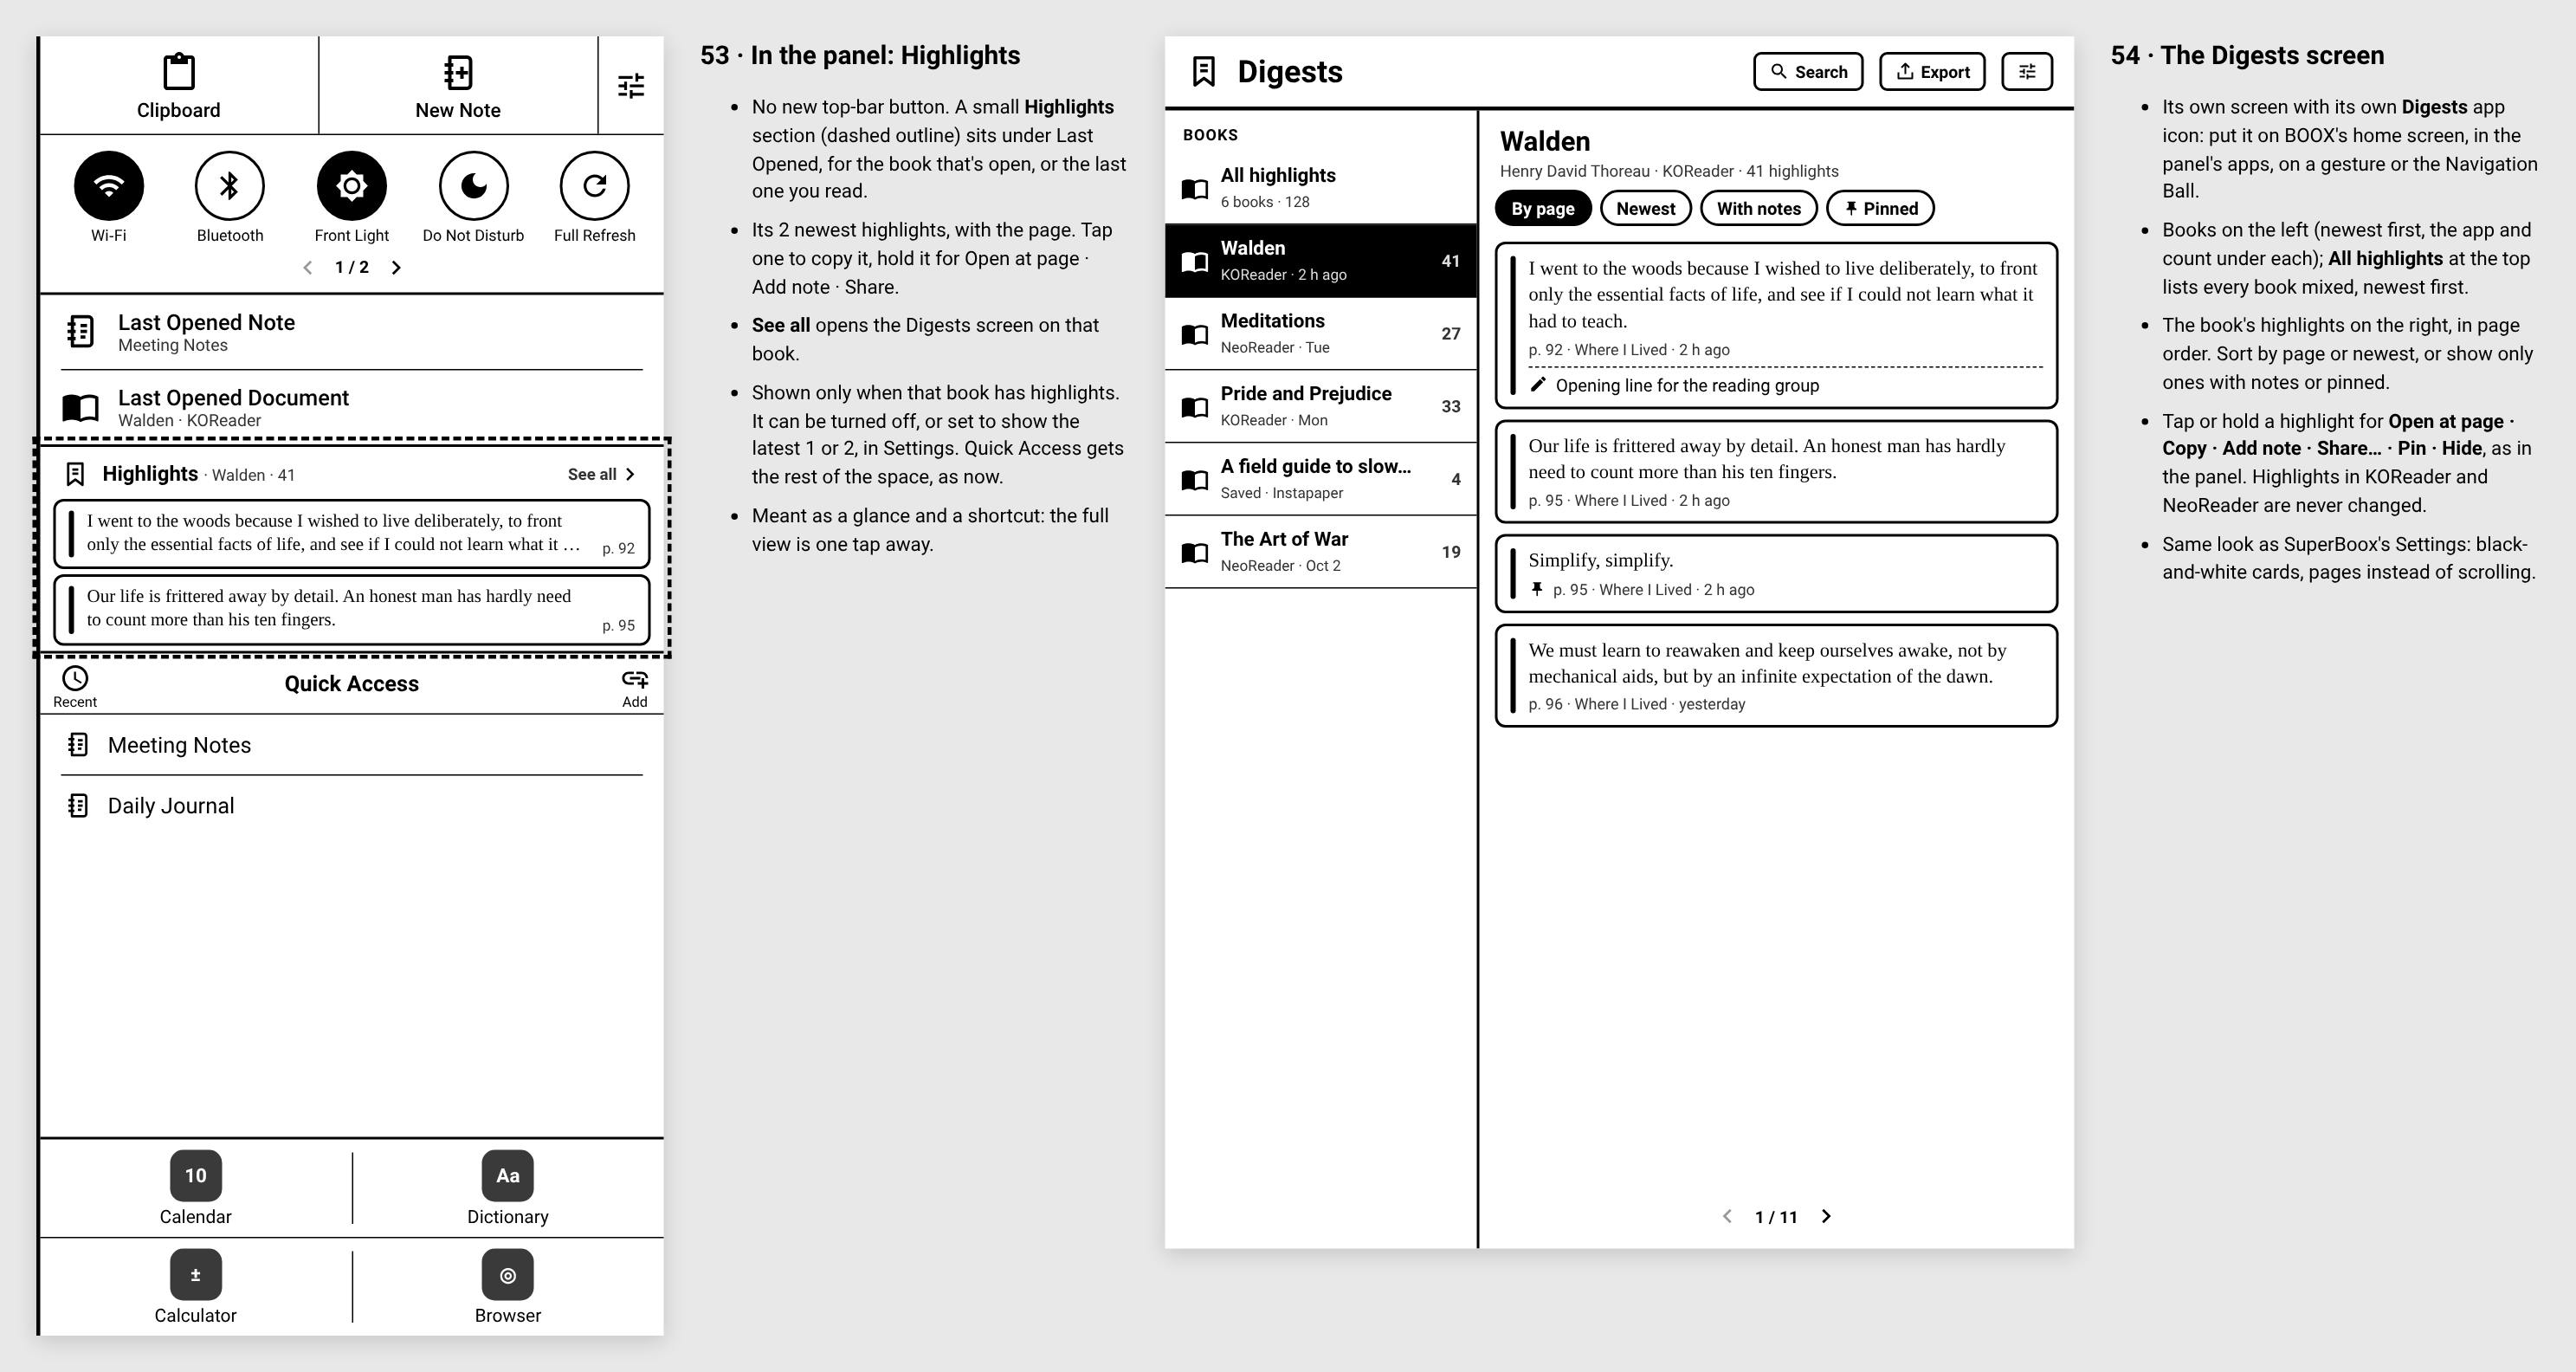 Clipboard
New Note
Wi-Fi
Bluetooth
Front Light
Do Not Disturb
Full Refresh
1 / 2
Last Opened Note
Meeting Notes
Last Opened Document
Walden · KOReader
Highlights · Walden · 41
See all
I went to the woods because I wished to live deliberately, to front
only the essential facts of life, and see if I could not learn what it …
p. 92
Our life is frittered away by detail. An honest man has hardly need
to count more than his ten fingers.
p. 95
Recent
Quick Access
Add
Meeting Notes
Daily Journal
10
Calendar
Aa
Dictionary
±
Calculator
◎
Browser
53 · In the panel: Highlights
• No new top-bar button. A small Highlights
section (dashed outline) sits under Last
Opened, for the book that's open, or the last
one you read.
• Its 2 newest highlights, with the page. Tap
one to copy it, hold it for Open at page ·
Add note · Share.
• See all opens the Digests screen on that
book.
• Shown only when that book has highlights.
It can be turned off, or set to show the
latest 1 or 2, in Settings. Quick Access gets
the rest of the space, as now.
• Meant as a glance and a shortcut: the full
view is one tap away.
Digests
Search
Export
BOOKS
All highlights
6 books · 128
Walden
KOReader · 2 h ago
41
Meditations
NeoReader · Tue
27
Pride and Prejudice
KOReader · Mon
33
A field guide to slow...
Saved · Instapaper
4
The Art of War
NeoReader · Oct 2
19
Walden
Henry David Thoreau · KOReader · 41 highlights
By page
Newest
With notes
Pinned
I went to the woods because I wished to live deliberately, to front
only the essential facts of life, and see if I could not learn what it
had to teach.
p. 92 · Where I Lived · 2 h ago
Opening line for the reading group
Our life is frittered away by detail. An honest man has hardly
need to count more than his ten fingers.
p. 95 · Where I Lived · 2 h ago
Simplify, simplify.
p. 95 · Where I Lived · 2 h ago
We must learn to reawaken and keep ourselves awake, not by
mechanical aids, but by an infinite expectation of the dawn.
p. 96 · Where I Lived · yesterday
1 / 11
54 · The Digests screen
• Its own screen with its own Digests app
icon: put it on BOOX's home screen, in the
panel's apps, on a gesture or the Navigation
Ball.
• Books on the left (newest first, the app and
count under each); All highlights at the top
lists every book mixed, newest first.
• The book's highlights on the right, in page
order. Sort by page or newest, or show only
ones with notes or pinned.
• Tap or hold a highlight for Open at page ·
Copy · Add note · Share... · Pin · Hide, as in
the panel. Highlights in KOReader and
NeoReader are never changed.
• Same look as SuperBoox's Settings: black-
and-white cards, pages instead of scrolling.